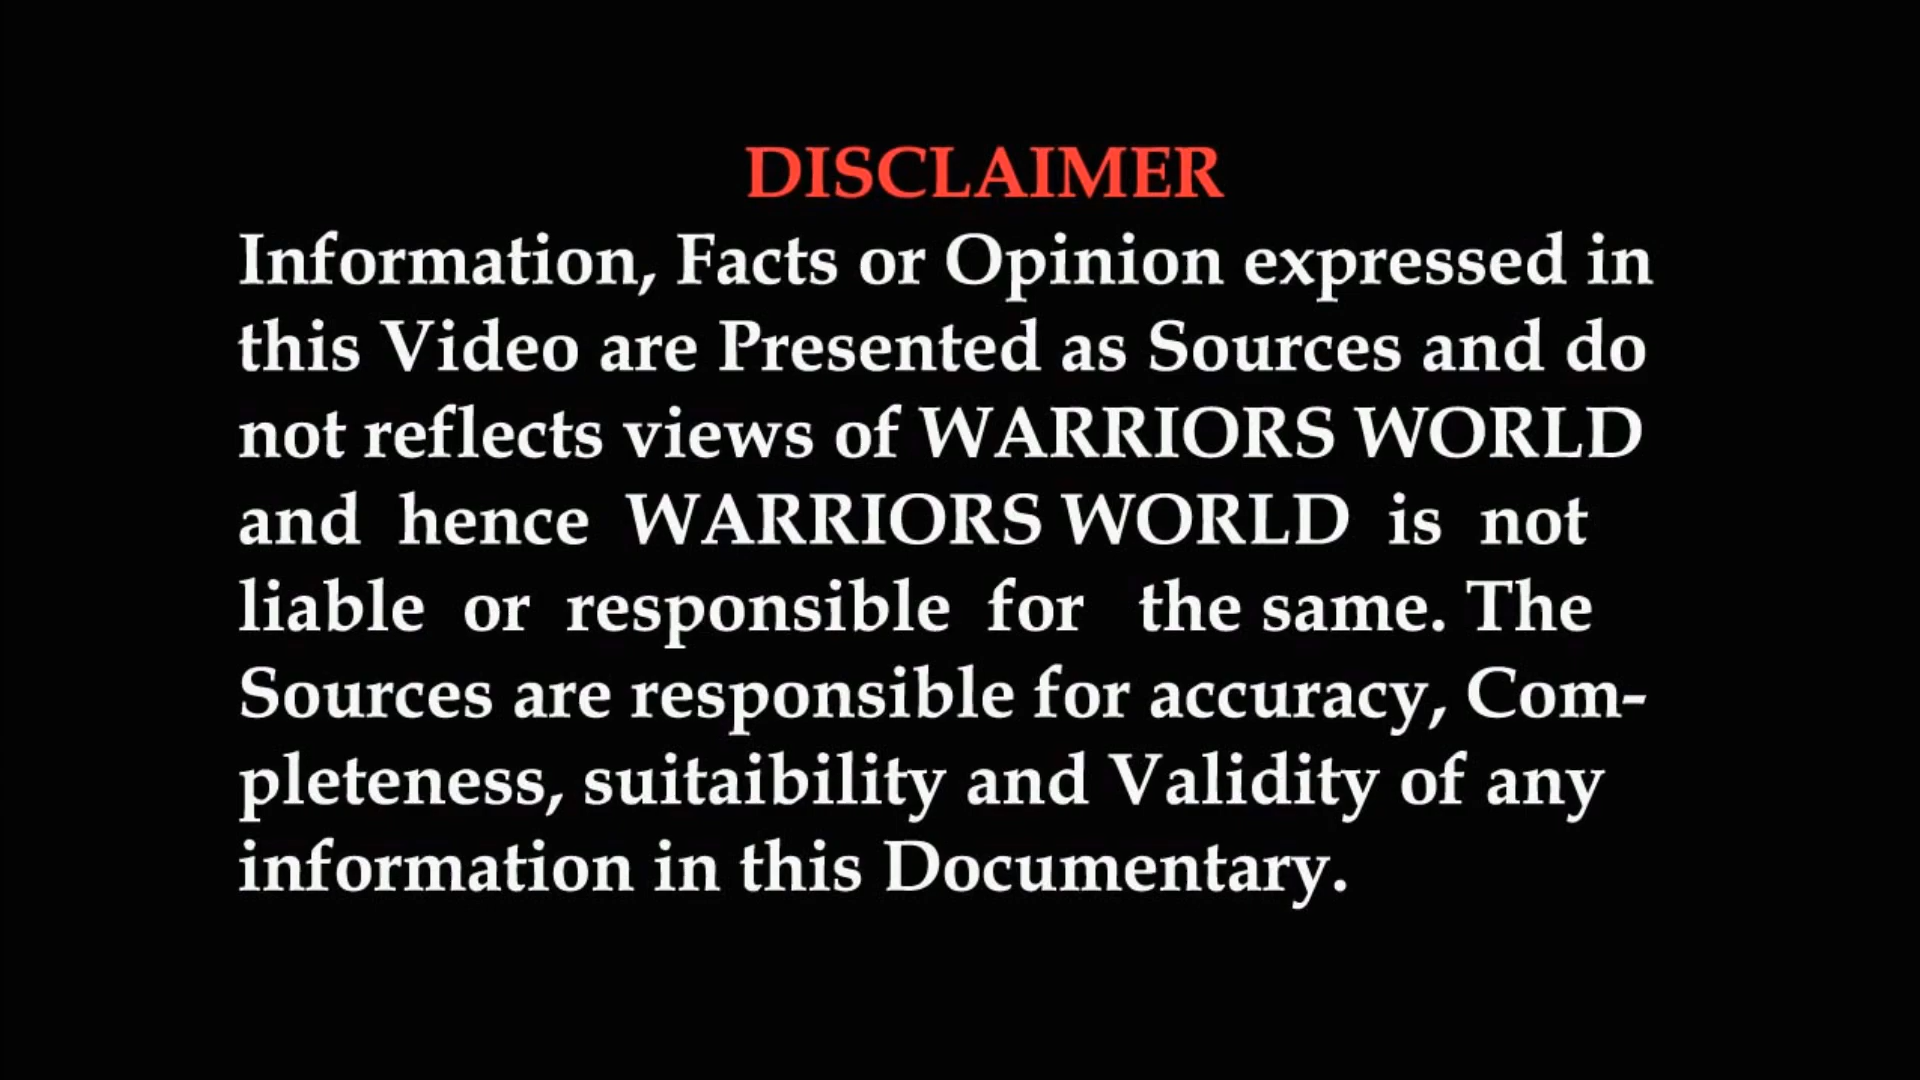 DISCLAIMER
Information, Facts or Opinion expressed in
this Video are Presented as Sources and do
not reflects views of WARRIORS WORLD
and hence WARRIORS WORLD is not
liable or responsible for the same. The
Sources are responsible for accuracy, Com-
pleteness, suitaibility and Validity of any
information in this Documentary.